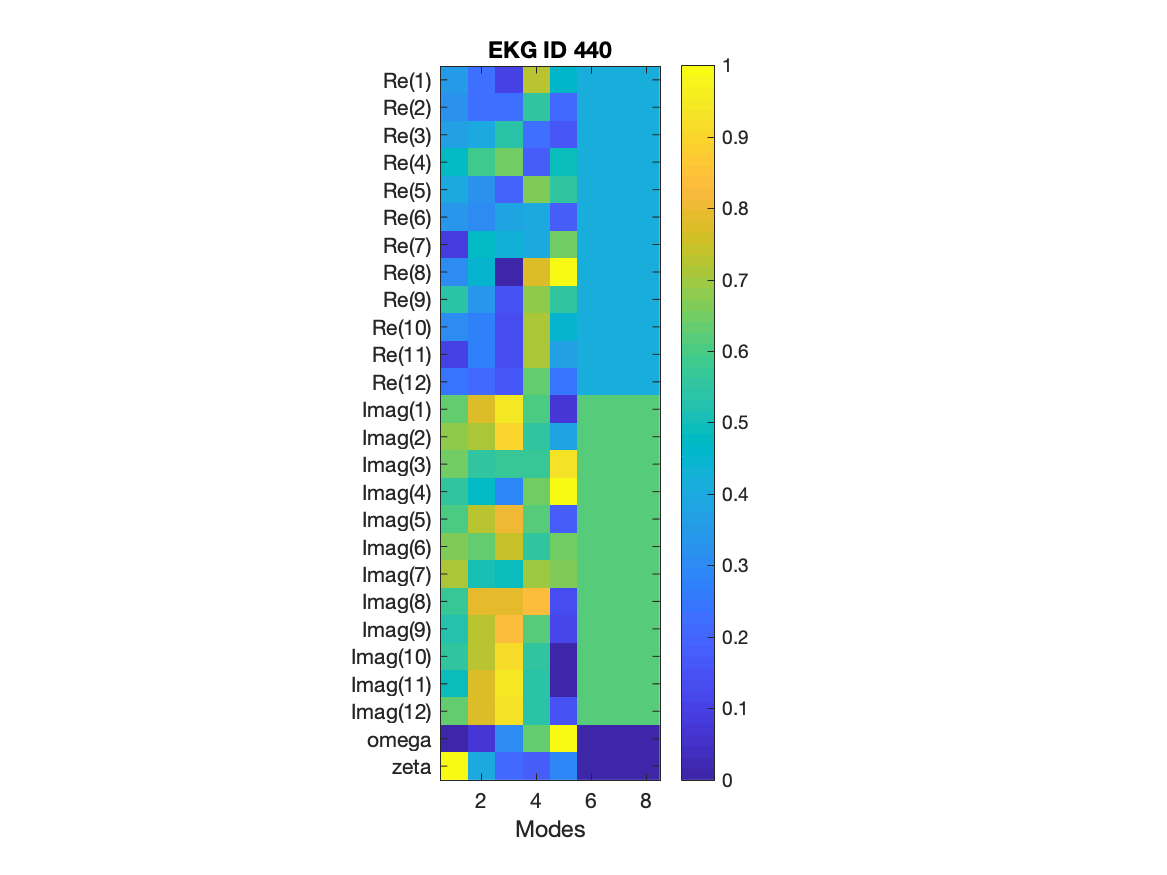 EKG ID 440
Re(1)
Re(2)
Re(3)
Re(4)
Re(5)
Re(6)
Re(7)
Re(8)
Re(9)
Re(10)
Re(11)
Re(12)
Imag(1)
Imag(2)
Imag(3)
Imag(4)
Imag(5)
Imag(6)
Imag(7)
Imag(8)
Imag(9)
Imag(10)
Imag(11)
Imag(12)
omega
zeta
2 4 6 8
Modes
1
0.9
0.8
0.7
0.6
0.5
0.4
0.3
0.2
0.1
0